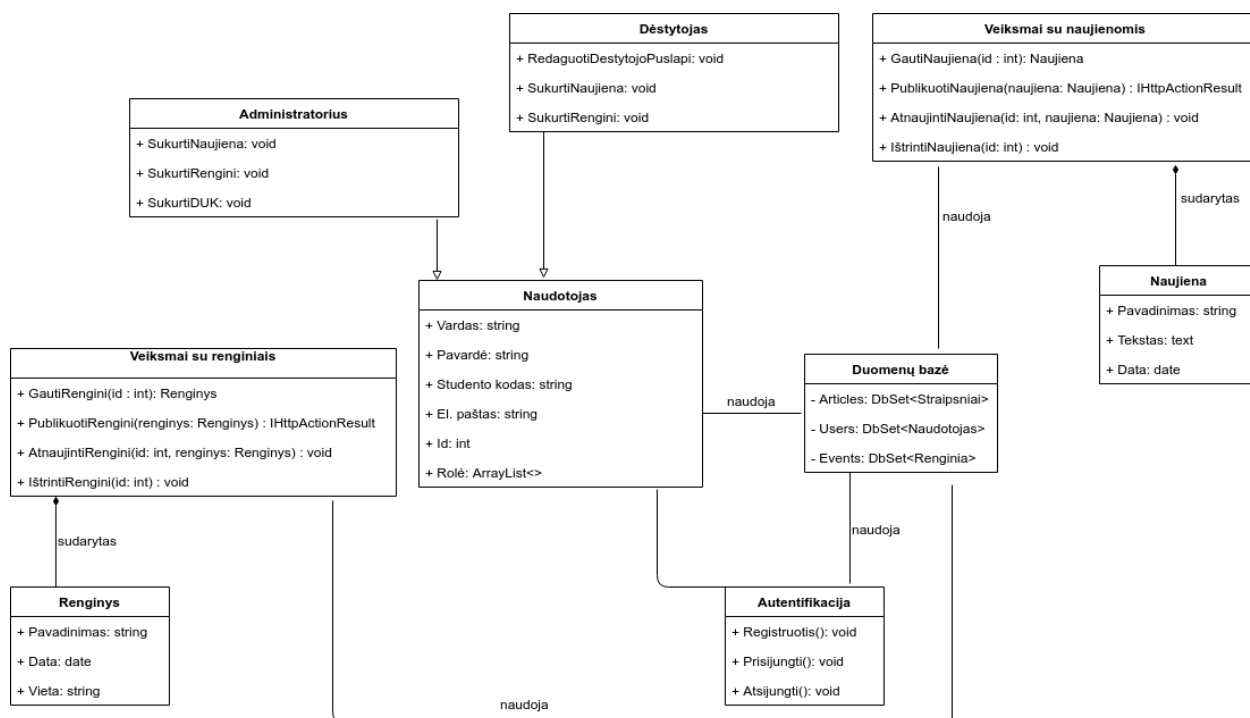 Dėstytojas
+ RedaguotiDestytojoPuslapi: void
+ SukurtiNaujiena: void
+ SukurtiRengini: void
Veiksmai su naujienomis
+ GautiNaujiena(id : int): Naujiena
+ PublikuotiNaujiena(naujiena: Naujiena) : IHttpActionResult
+ AtnaujintiNaujiena(id: int, naujiena: Naujiena) : void
+ IštrintiNaujiena(id: int) : void
Administratorius
+ SukurtiNaujiena: void
+ SukurtiRengini: void
+ SukurtiDUK: void
sudarytas
naudoja
Naudotojas
+ Vardas: string
+ Pavardė: string
+ Studento kodas: string
+ El. paštas: string
+ Id: int
+ Rolė: ArrayList<>
Naujiena
+ Pavadinimas: string
+ Tekstas: text
+ Data: date
Veiksmai su renginiais
+ GautiRengini(id : int): Renginys
+ PublikuotiRengini(renginys: Renginys) : IHttpActionResult
+ AtnaujintiRengini(id: int, renginys: Renginys) : void
+ IštrintiRengini(id: int) : void
naudoja
Duomenų bazė
- Articles: DbSet<Straipsniai>
- Users: DbSet<Naudotojas>
- Events: DbSet<Renginia>
naudoja
sudarytas
Renginys
+ Pavadinimas: string
+ Data: date
+ Vieta: string
Autentifikacija
+ Registruotis(): void
+ Prisijungti(): void
+ Atsijungti(): void
naudoja